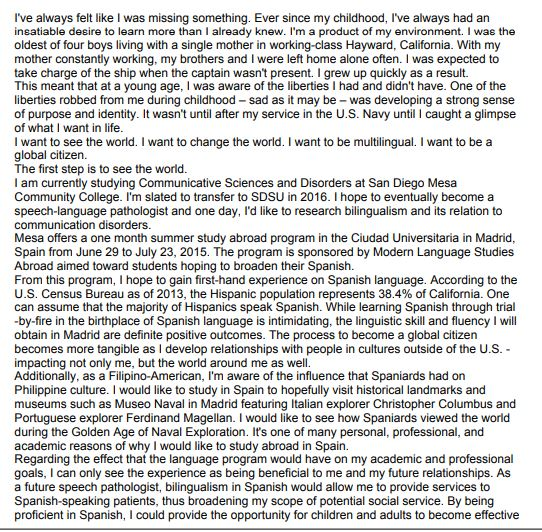 I've always felt like I was missing something. Ever since my childhood, I've always had an
insatiable desire to learn more than I already knew. I'm a product of my environment. I was the
oldest of four boys living with a single mother in working-class Hayward, California. With my
mother constantly working, my brothers and I were left home alone often. I was expected to
take charge of the ship when the captain wasn't present. I grew up quickly as a result.
This meant that at a young age, I was aware of the liberties I had and didn't have. One of the
liberties robbed from me during childhood – sad as it may be – was developing a strong sense
of purpose and identity. It wasn't until after my service in the U.S. Navy until I caught a glimpse
of what I want in life.
I want to see the world. I want to change the world. I want to be multilingual. I want to be a
global citizen.
The first step is to see the world.
I am currently studying Communicative Sciences and Disorders at San Diego Mesa
Community College. I'm slated to transfer to SDSU in 2016. I hope to eventually become a
speech-language pathologist and one day, I'd like to research bilingualism and its relation to
communication disorders.
Mesa offers a one month summer study abroad program in the Ciudad Universitaria in Madrid,
Spain from June 29 to July 23, 2015. The program is sponsored by Modern Language Studies
Abroad aimed toward students hoping to broaden their Spanish.
From this program, I hope to gain first-hand experience on Spanish language. According to the
U.S. Census Bureau as of 2013, the Hispanic population represents 38.4% of California. One
can assume that the majority of Hispanics speak Spanish. While learning Spanish through trial
-by-fire in the birthplace of Spanish language is intimidating, the linguistic skill and fluency I will
obtain in Madrid are definite positive outcomes. The process to become a global citizen
becomes more tangible as I develop relationships with people in cultures outside of the U.S. -
impacting not only me, but the world around me as well.
Additionally, as a Filipino-American, I'm aware of the influence that Spaniards had on
Philippine culture. I would like to study in Spain to hopefully visit historical landmarks and
museums such as Museo Naval in Madrid featuring Italian explorer Christopher Columbus and
Portuguese explorer Ferdinand Magellan. I would like to see how Spaniards viewed the world
during the Golden Age of Naval Exploration. It's one of many personal, professional, and
academic reasons of why I would like to study abroad in Spain.
Regarding the effect that the language program would have on my academic and professional
goals, I can only see the experience as being beneficial to me and my future relationships. As
a future speech pathologist, bilingualism in Spanish would allow me to provide services to
Spanish-speaking patients, thus broadening my scope of potential social service. By being
proficient in Spanish, I could provide the opportunity for children and adults to become effective